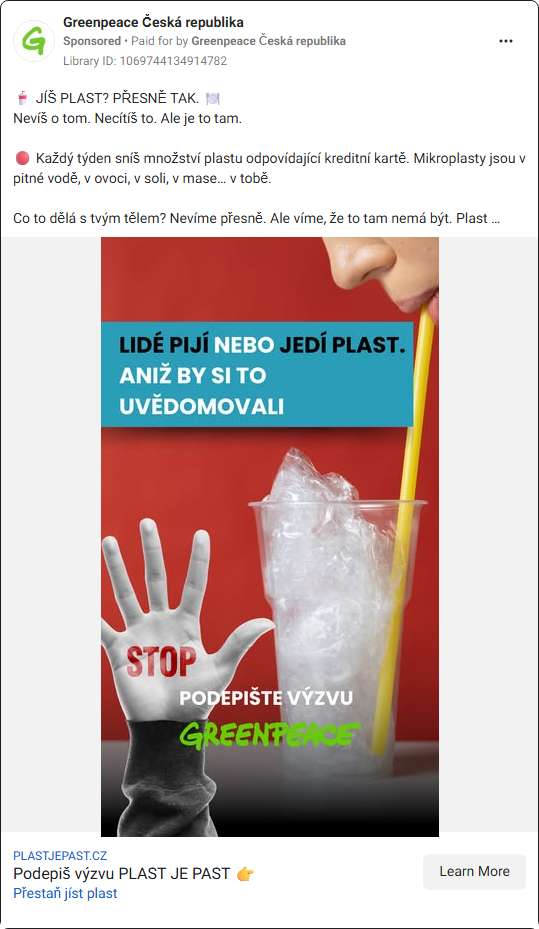 Greenpeace Česká republika
Sponsored • Paid for by Greenpeace Česká republika
Library ID: 1069744134914782
JÍŠ PLAST? PŘESNĚ TAK.
Nevíš o tom. Necítíš to. Ale je to tam.
Každý týden sníš množství plastu odpovídající kreditní kartě. Mikroplasty jsou v
pitné vodě, v ovoci, v soli, v mase… v tobě.
Co to dělá s tvým tělem? Nevíme přesně. Ale víme, že to tam nemá být. Plast ...
LIDÉ PIJÍ NEBO JEDÍ PLAST.
ANIŽ BY SI TO
UVĚDOMOVALI
STOP
PODEPIŠTE VÝZVU
GREENPEACE
PLASTJEPAST.CZ
Podepiš výzvu PLAST JE PAST 👉
Přestaň jíst plast
Learn More